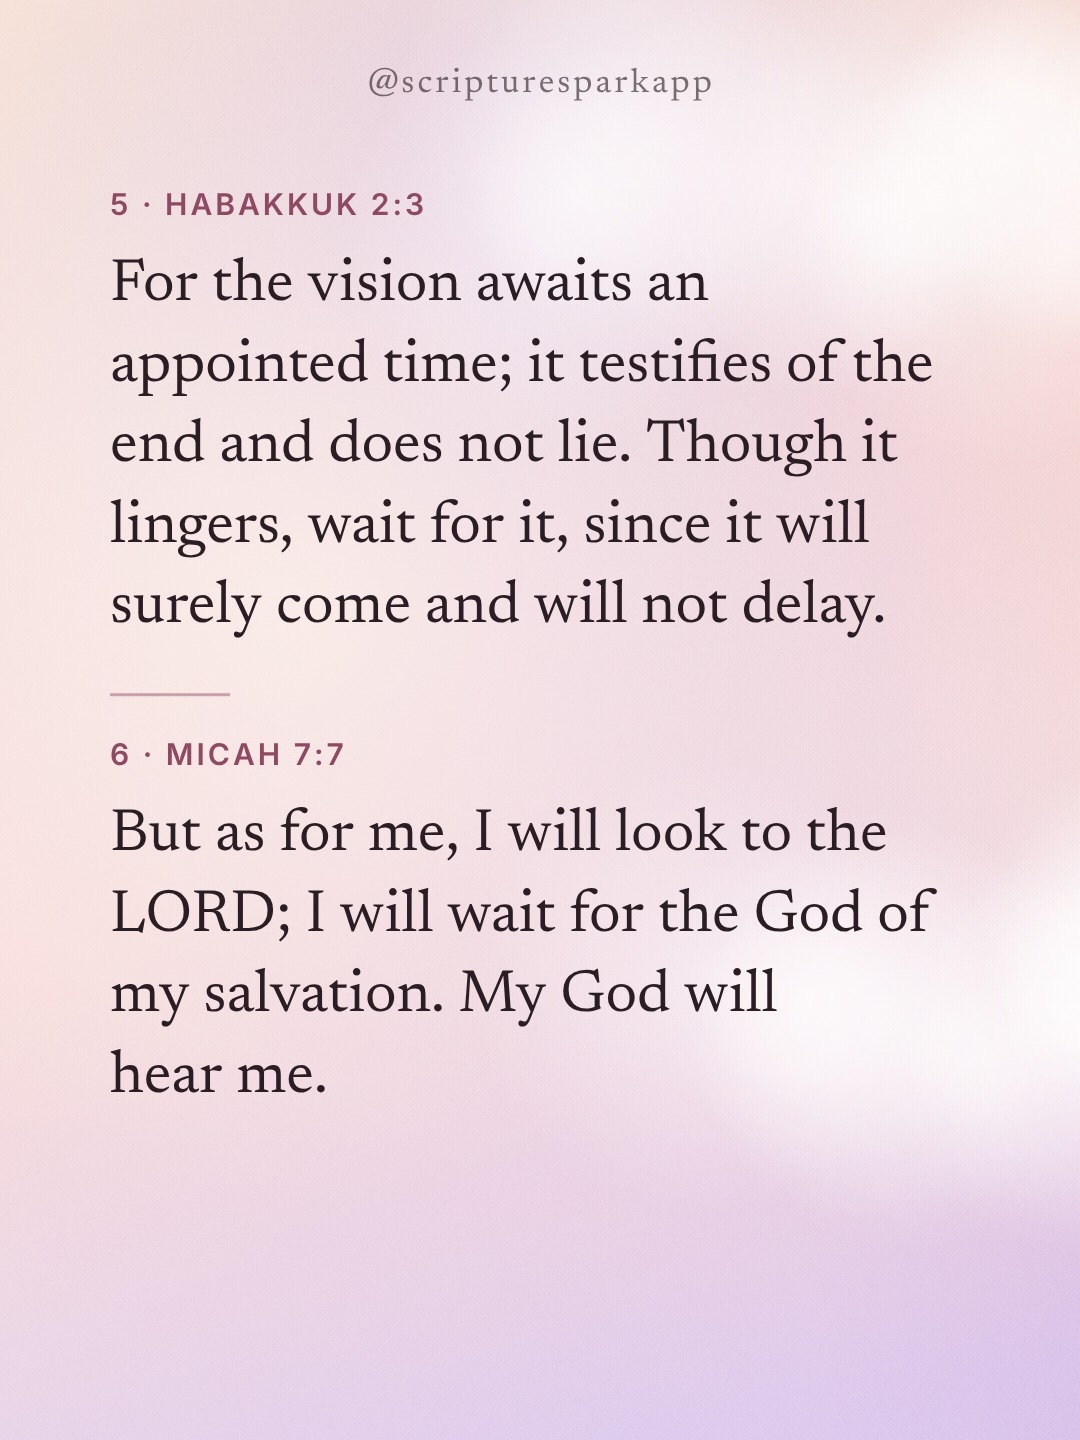 @scripturesparkapp
5 · HABAKKUK 2:3
For the vision awaits an
appointed time; it testifies of the
end and does not lie. Though it
lingers, wait for it, since it will
surely come and will not delay.
6 · MICAH 7:7
But as for me, I will look to the
LORD; I will wait for the God of
my salvation. My God will
hear me.